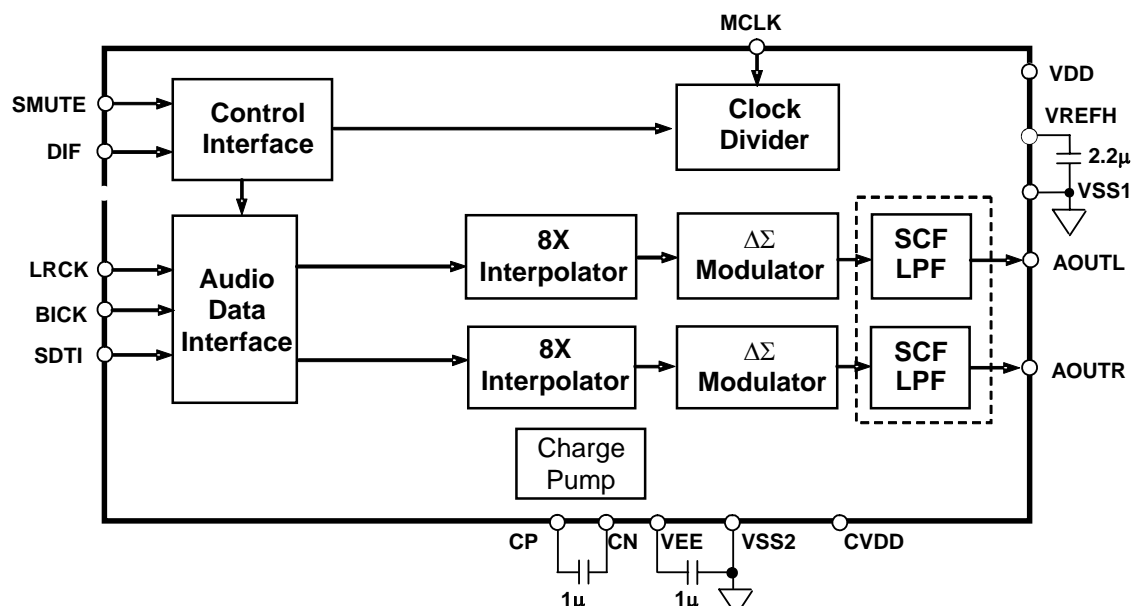 MCLK
VDD
SMUTE
Control
Interface
Clock
Divider
VREFH
DIF
2.2μ
VSS1
8X
Interpolator
ΔΣ
Modulator
SCF
LPF
LRCK
AOUTL
Audio
Data
Interface
BICK
SDTI
8X
Interpolator
ΔΣ
Modulator
SCF
LPF
AOUTR
Charge
Pump
CP
CN
VEE
VSS2
CVDD
1μ
1μ